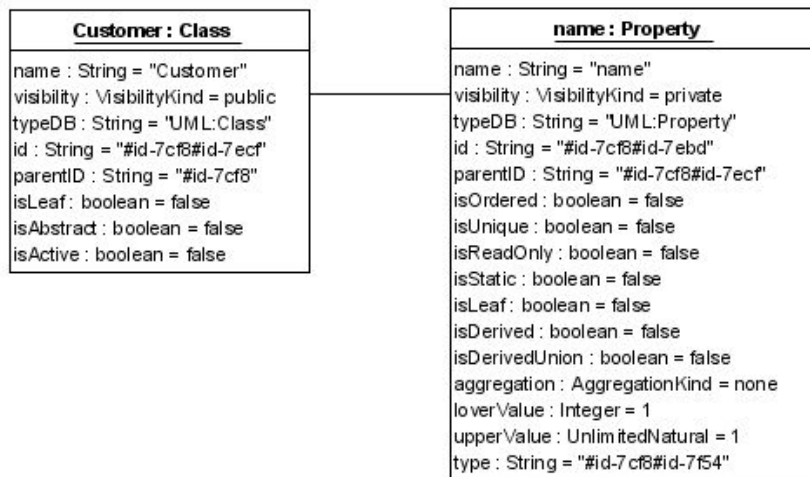 Customer : Class
name : String = "Customer"
visibility : VisibilityKind = public
typeDB : String = "UML:Class"
id : String = "#id-7cf8#id-7ecf"
parentID : String = "#id-7cf8"
isLeaf : boolean = false
isAbstract : boolean = false
isActive : boolean = false
name : Property
name : String = "name"
visibility : VisibilityKind = private
typeDB : String = "UML:Property"
id : String = "#id-7cf8#id-7ebd"
parentID : String = "#id-7cf8#id-7ecf"
isOrdered : boolean = false
isUnique : boolean = false
isReadOnly : boolean = false
isStatic : boolean = false
isLeaf : boolean = false
isDerived : boolean = false
isDerivedUnion : boolean = false
aggregation : AggregationKind = none
loverValue : Integer = 1
upperValue : UnlimitedNatural = 1
type : String = "#id-7cf8#id-7f54"